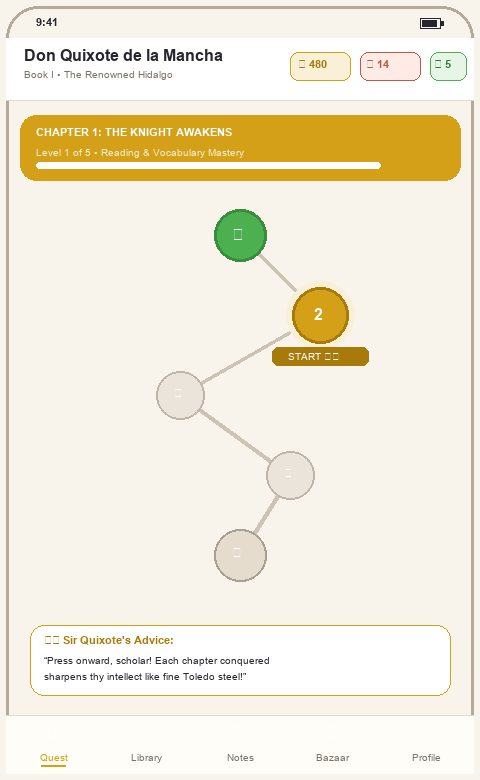 9:41
Don Quixote de la Mancha
Book I • The Renowned Hidalgo
480
14
5
CHAPTER 1: THE KNIGHT AWAKENS
Level 1 of 5 • Reading & Vocabulary Mastery
2
START
Sir Quixote's Advice:
"Press onward, scholar! Each chapter conquered
sharpens thy intellect like fine Toledo steel!"
Quest
Library
Notes
Bazaar
Profile